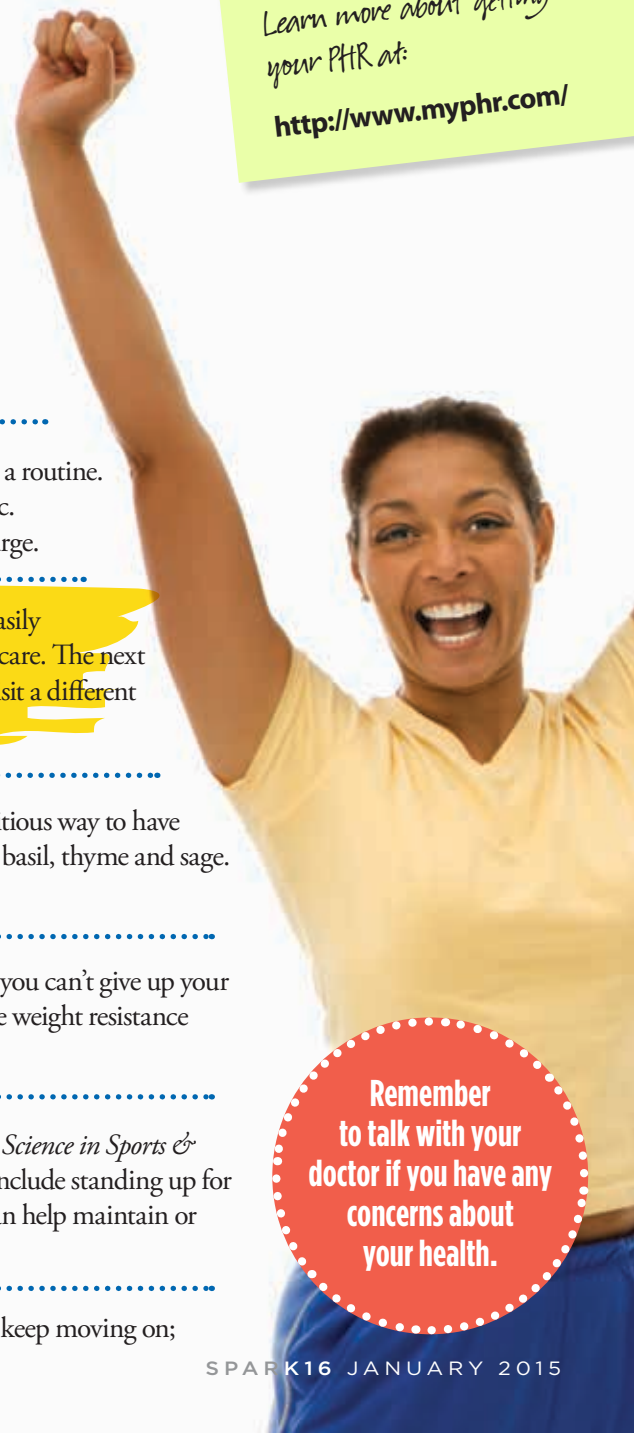 Learn more about getting
your PHR at:
http://www.myphr.com/
a routine.
c.
rge.
asily
care. The next
sit a different
itious way to have
basil, thyme and sage.
you can’t give up your
e weight resistance
Science in Sports &
nclude standing up for
n help maintain or
keep moving on;
Remember
to talk with your
doctor if you have any
concerns about
your health.
SPARK16 JANUARY 2015